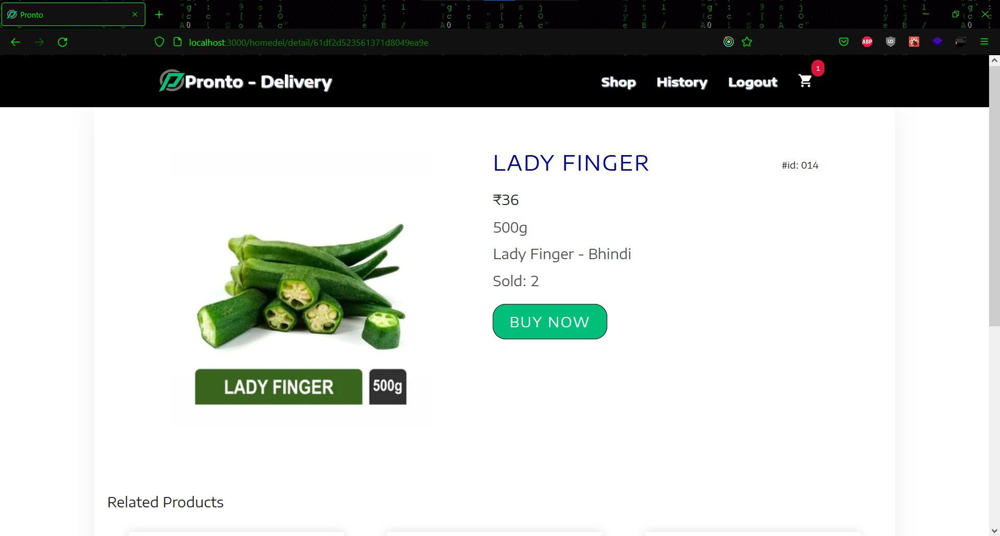 Pronto
localhost:3000/homedel/detail/61df2d523561371d8049ea9e
ABP
Pronto - Delivery
Shop
History
Logout
1
LADY FINGER
#id: 014
₹36
500g
Lady Finger - Bhindi
Sold: 2
BUY NOW
LADY FINGER
500g
Related Products